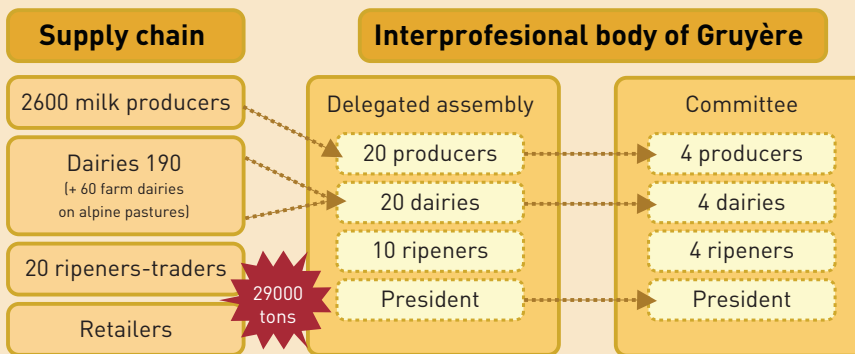 Supply chain
Interprofesional body of Gruyère
2600 milk producers
Dairies 190
(+ 60 farm dairies
on alpine pastures)
20 ripeners-traders
Retailers
29000
tons
Delegated assembly
20 producers
20 dairies
10 ripeners
President
Committee
4 producers
4 dairies
4 ripeners
President